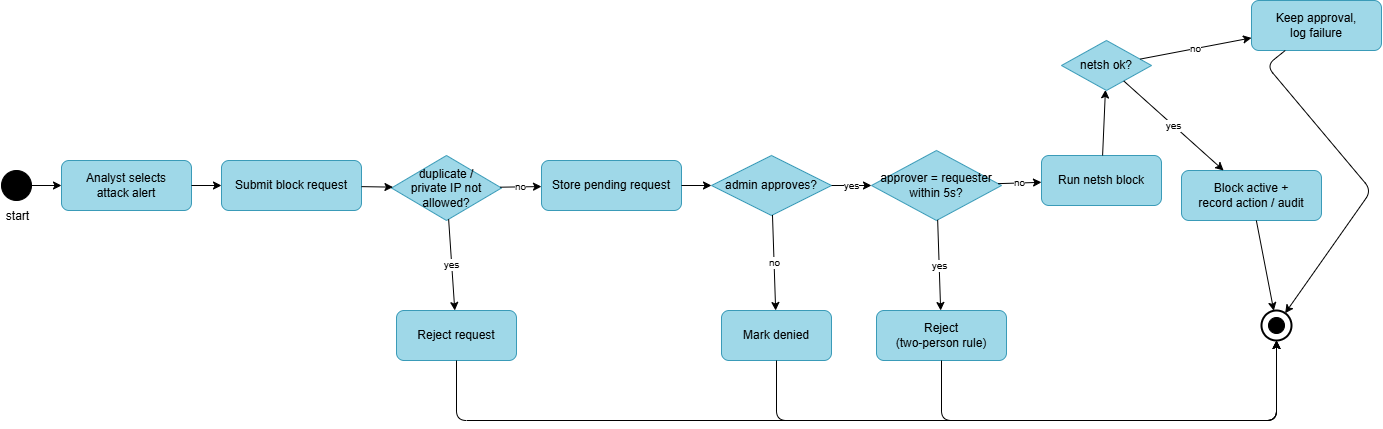 start
Analyst selects
attack alert
Submit block request
duplicate /
private IP not
allowed?
no
yes
Reject request
Store pending request
admin approves?
yes
no
Mark denied
approver = requester
within 5s?
no
yes
Reject
(two-person rule)
Run netsh block
netsh ok?
no
Keep approval,
log failure
yes
Block active +
record action / audit